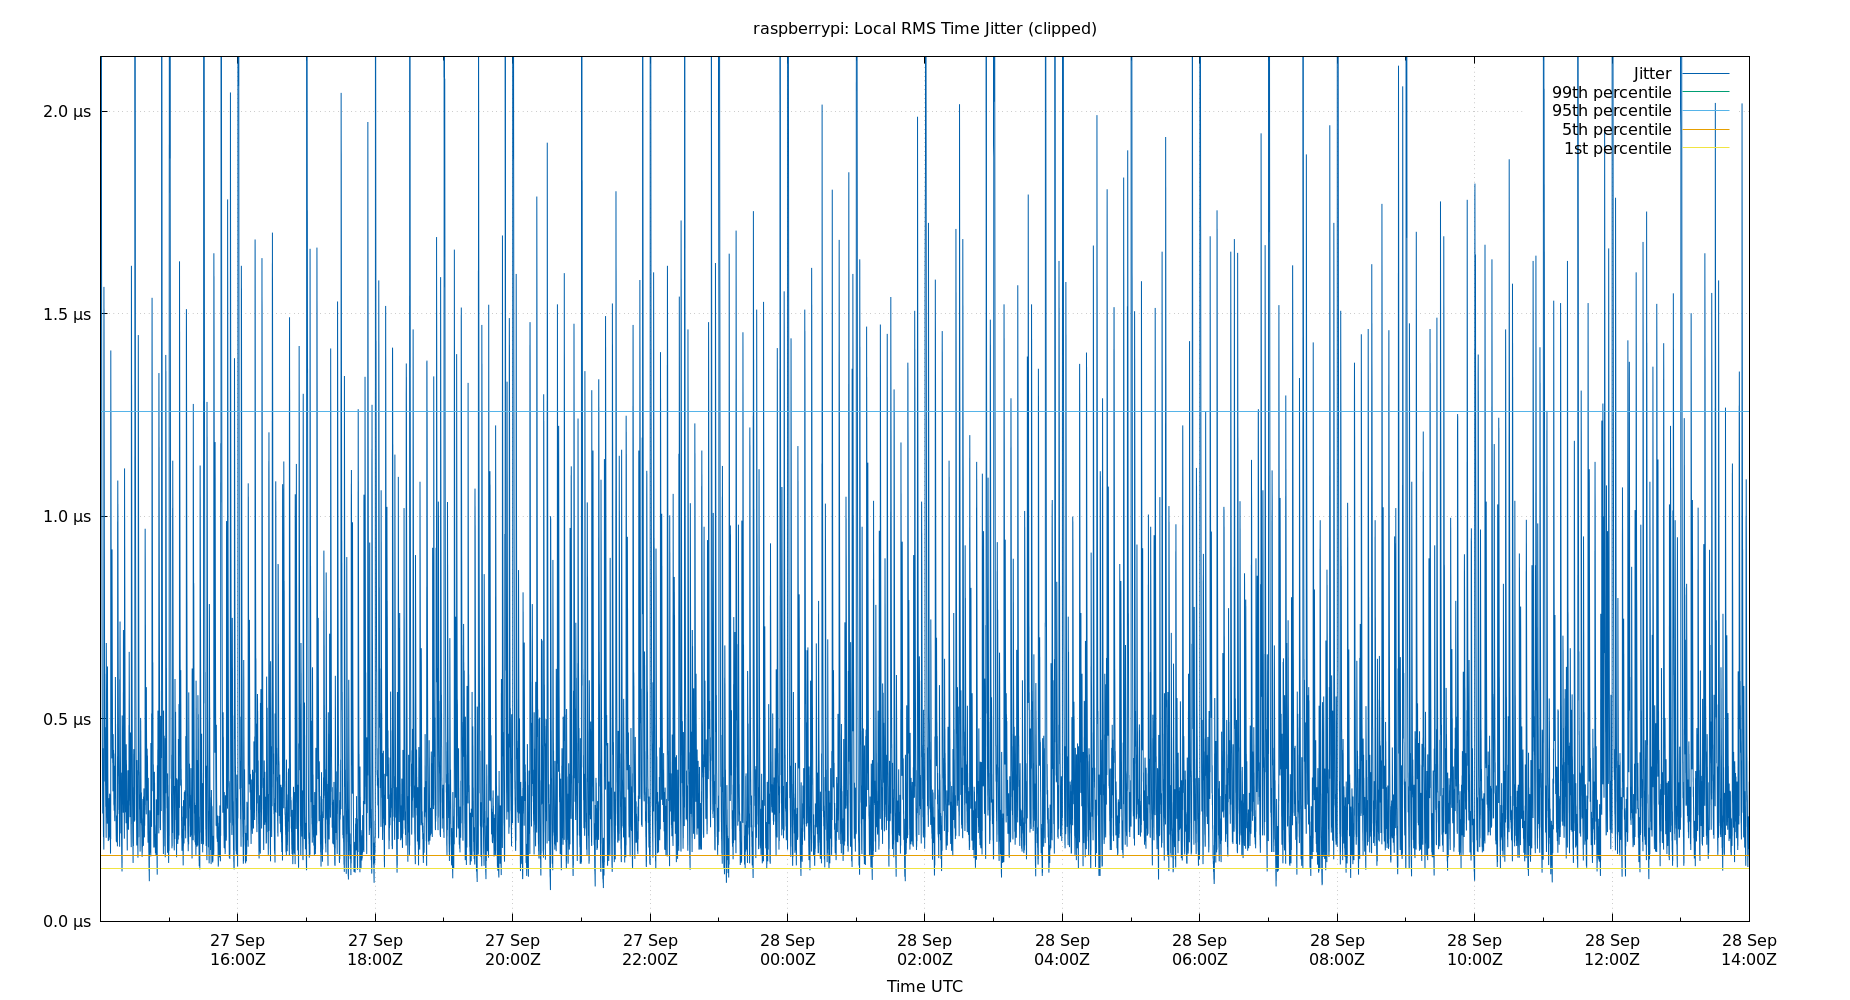 raspberrypi: Local RMS Time Jitter (clipped)
Jitter
99th percentile
95th percentile
5th percentile
1st percentile
2.0 µs
1.5 µs
1.0 µs
0.5 µs
0.0 µs
27 Sep 27 Sep 27 Sep 27 Sep 28 Sep 28 Sep 28 Sep 28 Sep 28 Sep 28 Sep 28 Sep 28 Sep
16:00Z 18:00Z 20:00Z 22:00Z 00:00Z 02:00Z 04:00Z 06:00Z 08:00Z 10:00Z 12:00Z 14:00Z
Time UTC